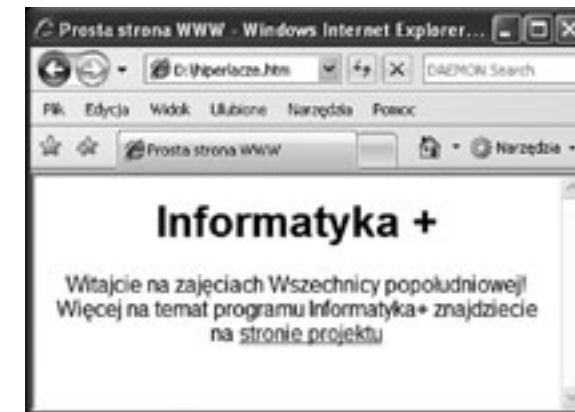 Prosta strona WWW - Windows Internet Explorer...
D:\hiperlacze.htm DAEMON Search
Plik Edycja Widok Ulubione Narzędzia Pomoc
Prosta strona WWW Narzędzia
Informatyka +
Witajcie na zajęciach Wszechnicy popołudniowej!
Więcej na temat programu Informatyka+ znajdziecie
na stronie projektu